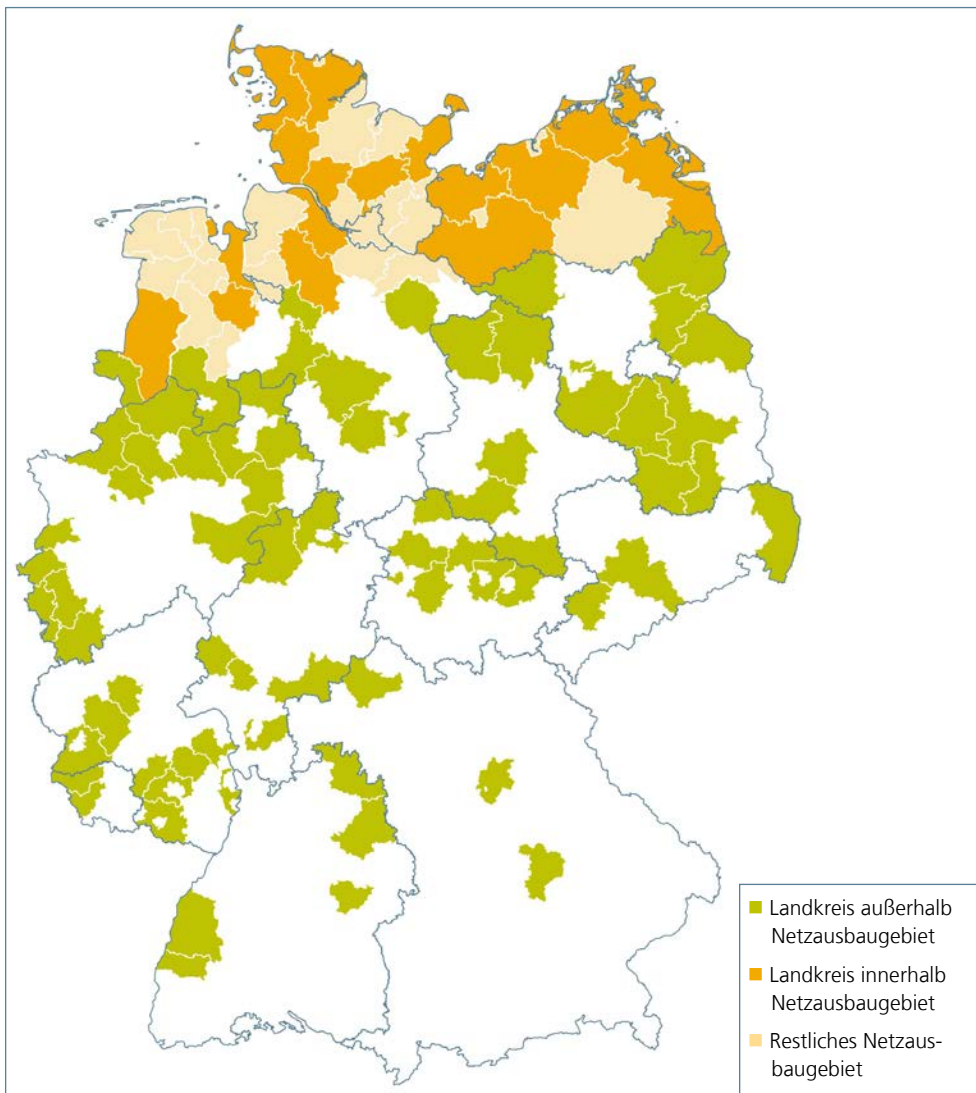 Landkreis außerhalb
Netzausbaugebiet
Landkreis innerhalb
Netzausbaugebiet
Restliches Netzaus-
baugebiet